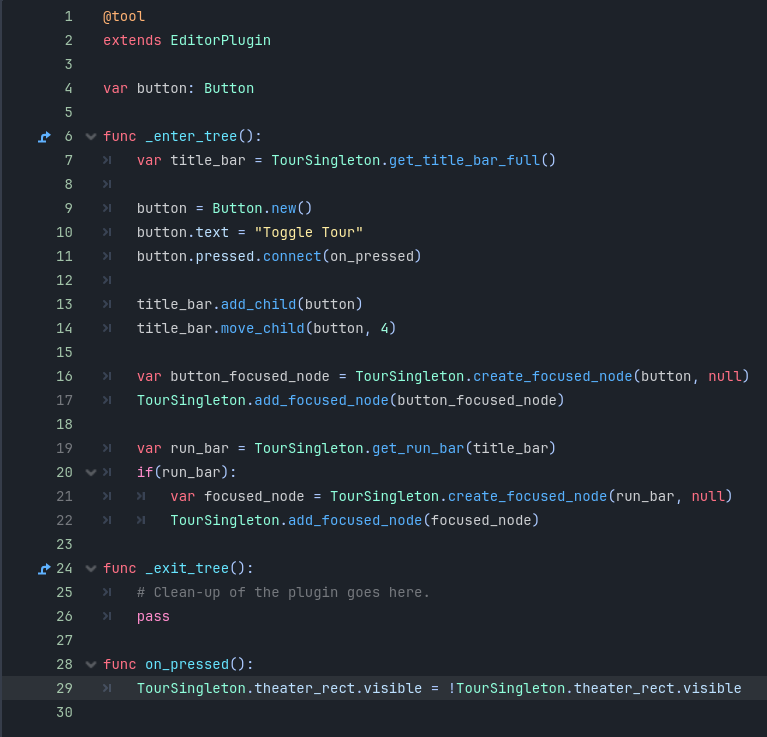 1 @tool
2 extends EditorPlugin
3
4 var button: Button
5
6 func _enter_tree():
7 var title_bar = TourSingleton.get_title_bar_full()
8
9 button = Button.new()
10 button.text = "Toggle Tour"
11 button.pressed.connect(on_pressed)
12
13 title_bar.add_child(button)
14 title_bar.move_child(button, 4)
15
16 var button_focused_node = TourSingleton.create_focused_node(button, null)
17 TourSingleton.add_focused_node(button_focused_node)
18
19 var run_bar = TourSingleton.get_run_bar(title_bar)
20 if(run_bar):
21 var focused_node = TourSingleton.create_focused_node(run_bar, null)
22 TourSingleton.add_focused_node(focused_node)
23
24 func _exit_tree():
25 # Clean-up of the plugin goes here.
26 pass
27
28 func on_pressed():
29 TourSingleton.theater_rect.visible = !TourSingleton.theater_rect.visible
30